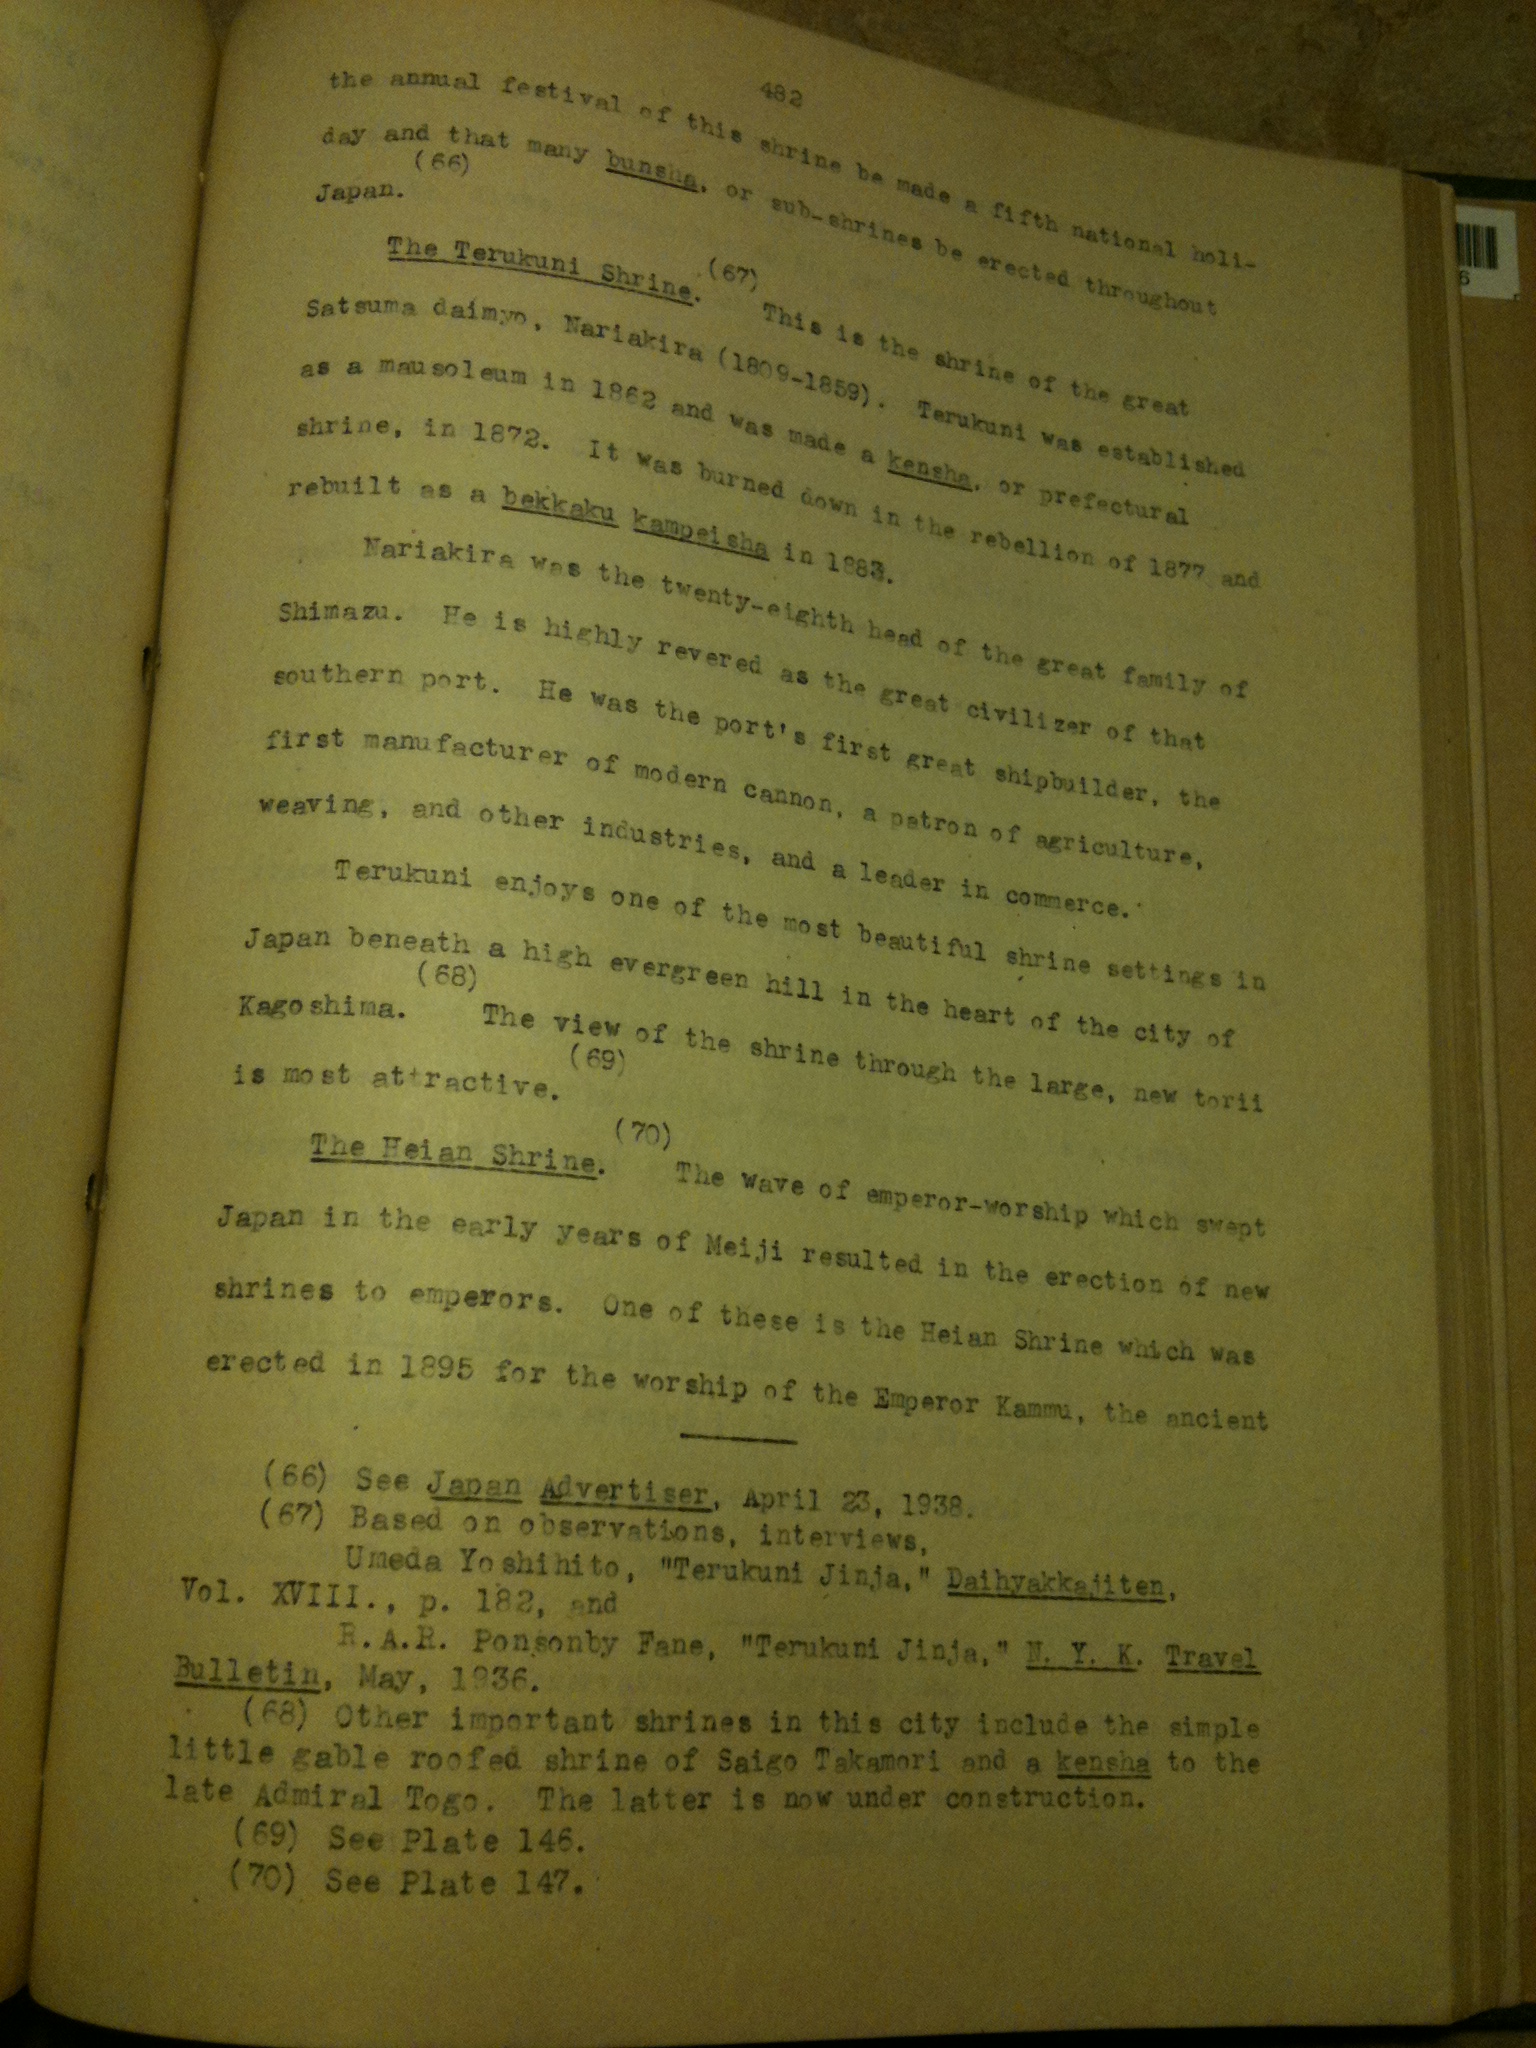 482
the annual festival of this shrine be made a fifth national holi-
day and that many bunsha, or sub-shrines be erected throughout
Japan. (66)
The Terukuni Shrine. (67) This is the shrine of the great
Satsuma daimyo, Nariakira (1809-1859). Terukuni was established
as a mausoleum in 1862 and was made a kensha, or prefectural
shrine, in 1872. It was burned down in the rebellion of 1877 and
rebuilt as a bekkaku kampeisha in 1883.
Nariakira was the twenty-eighth head of the great family of
Shimazu. He is highly revered as the great civilizer of that
southern port. He was the port's first great shipbuilder, the
first manufacturer of modern cannon, a patron of agriculture,
weaving, and other industries, and a leader in commerce.
Terukuni enjoys one of the most beautiful shrine settings in
Japan beneath a high evergreen hill in the heart of the city of
Kagoshima. (68) The view of the shrine through the large, new torii
is most attractive. (69)
The Heian Shrine. (70) The wave of emperor-worship which swept
Japan in the early years of Meiji resulted in the erection of new
shrines to emperors. One of these is the Heian Shrine which was
erected in 1895 for the worship of the Emperor Kammu, the ancient
(66) See Japan Advertiser, April 23, 1938.
(67) Based on observations, interviews,
Umeda Yoshihito, "Terukuni Jinja," Daihyakkajiten,
Vol. XVIII., p. 182, and
R.A.R. Ponsonby Fane, "Terukuni Jinja," N. Y. K. Travel
Bulletin, May, 1936.
(68) Other important shrines in this city include the simple
little gable roofed shrine of Saigo Takamori and a kensha to the
late Admiral Togo. The latter is now under construction.
(69) See Plate 146.
(70) See Plate 147.
6